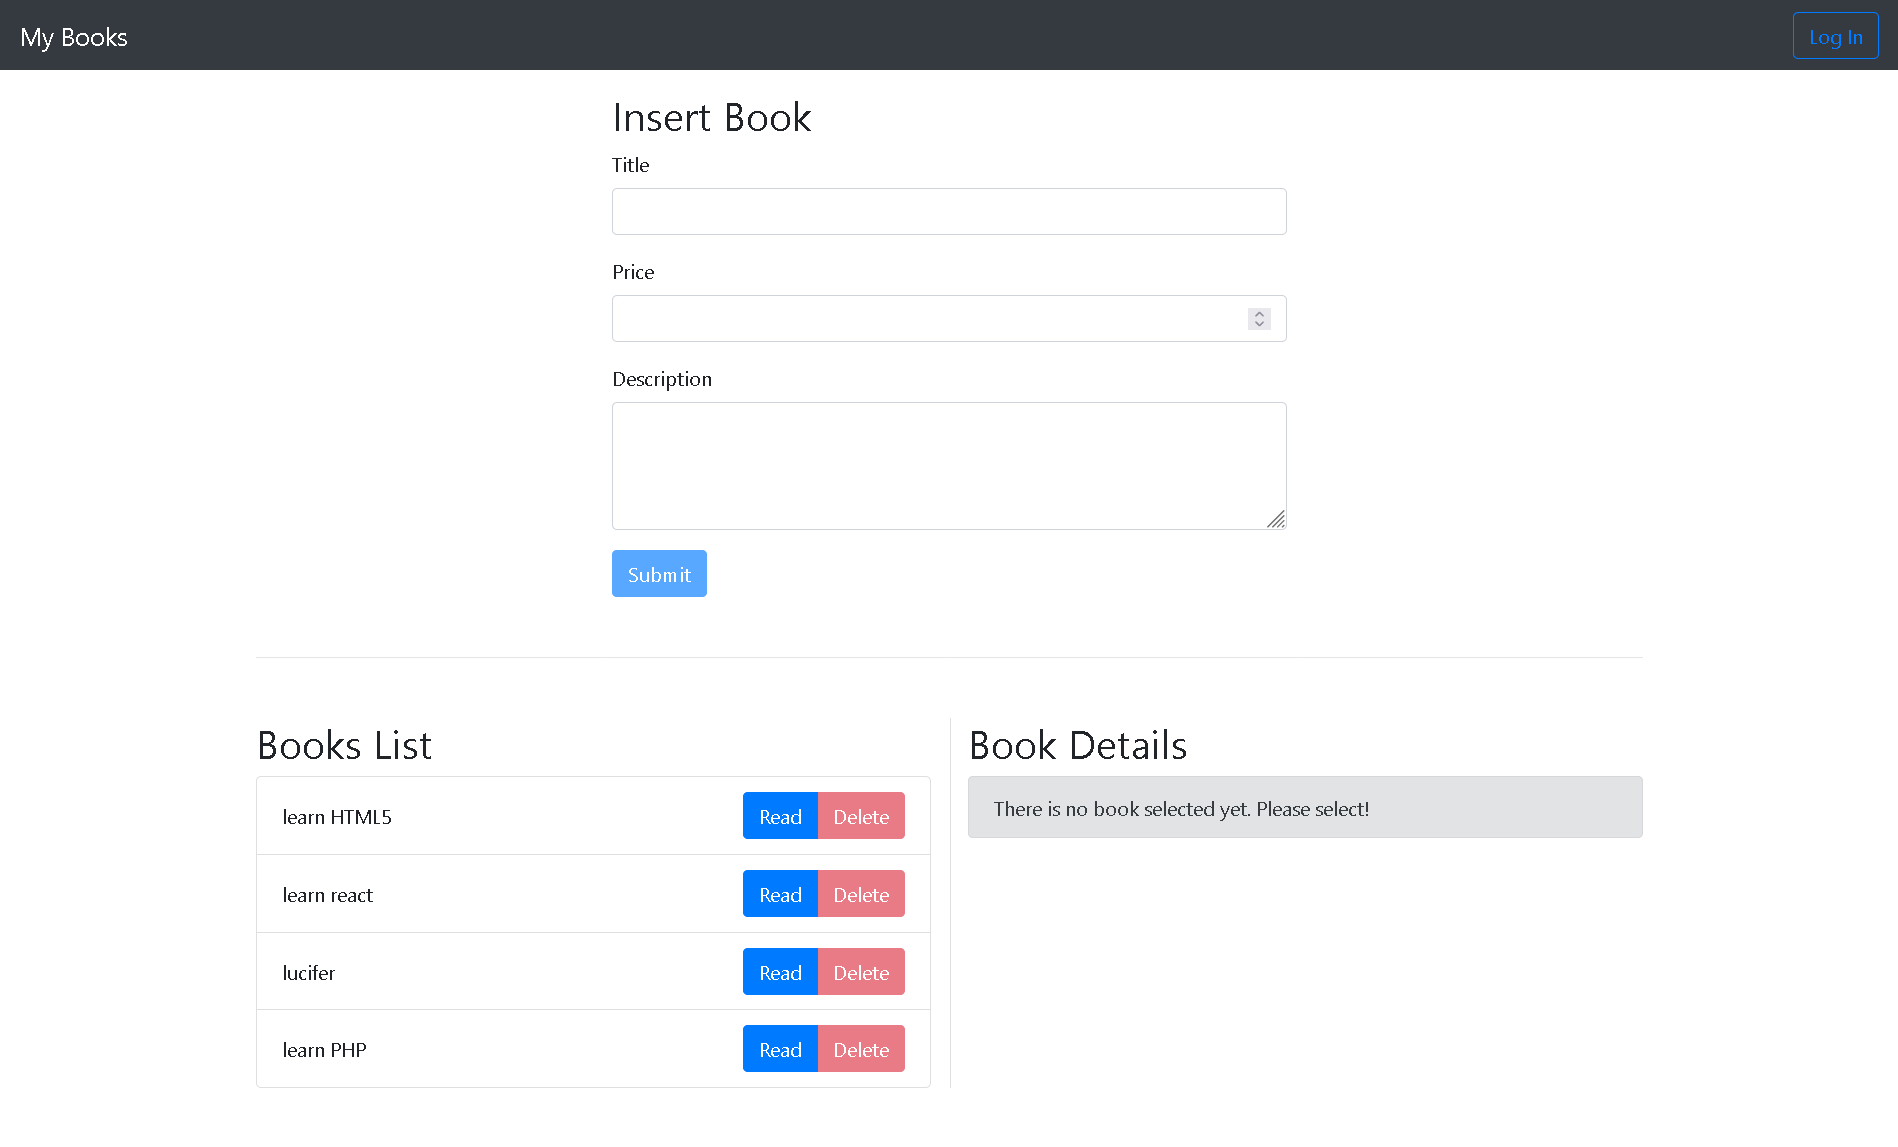 My Books
Log In
Insert Book
Title
Price
Description
Submit
Books List
learn HTML5 Read Delete
learn react Read Delete
lucifer Read Delete
learn PHP Read Delete
Book Details
There is no book selected yet. Please select!